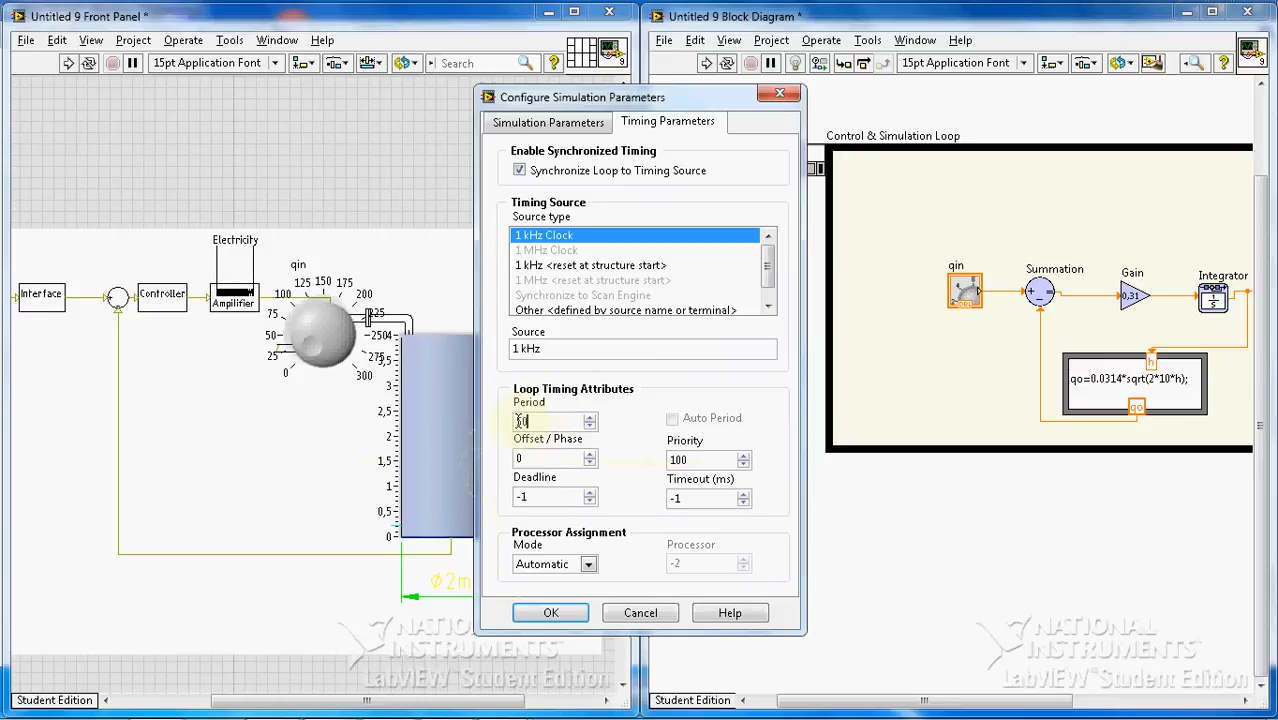 Untitled 9 Front Panel *
File Edit View Project Operate Tools Window Help
15pt Application Font
Search
9
Electricity
qin
Interface
Controller
Amplifier
0
25
50
75
100
125
150
175
200
225
250
275
300
4
3,5
3
2,5
2
1,5
1
0,5
0
Ø2m
NATIONAL
INSTRUMENTS
LabVIEW Student Edition
Student Edition
Configure Simulation Parameters
Simulation Parameters
Timing Parameters
Enable Synchronized Timing
Synchronize Loop to Timing Source
Timing Source
Source type
1 kHz Clock
1 MHz Clock
1 kHz <reset at structure start>
1 MHz <reset at structure start>
Synchronize to Scan Engine
Other <defined by source name or terminal>
Source
1 kHz
Loop Timing Attributes
Period
Auto Period
Offset / Phase
0
Priority
100
Deadline
-1
Timeout (ms)
-1
Processor Assignment
Mode
Automatic
Processor
-2
OK
Cancel
Help
Untitled 9 Block Diagram *
File Edit View Project Operate Tools Window Help
15pt Application Font
9
Control & Simulation Loop
qin
DBL
Summation
Gain
0,31
Integrator
1
s
h
qo=0.0314*sqrt(2*10*h);
qo
NATIONAL
INSTRUMENTS
LabVIEW Student Edition
Student Edition